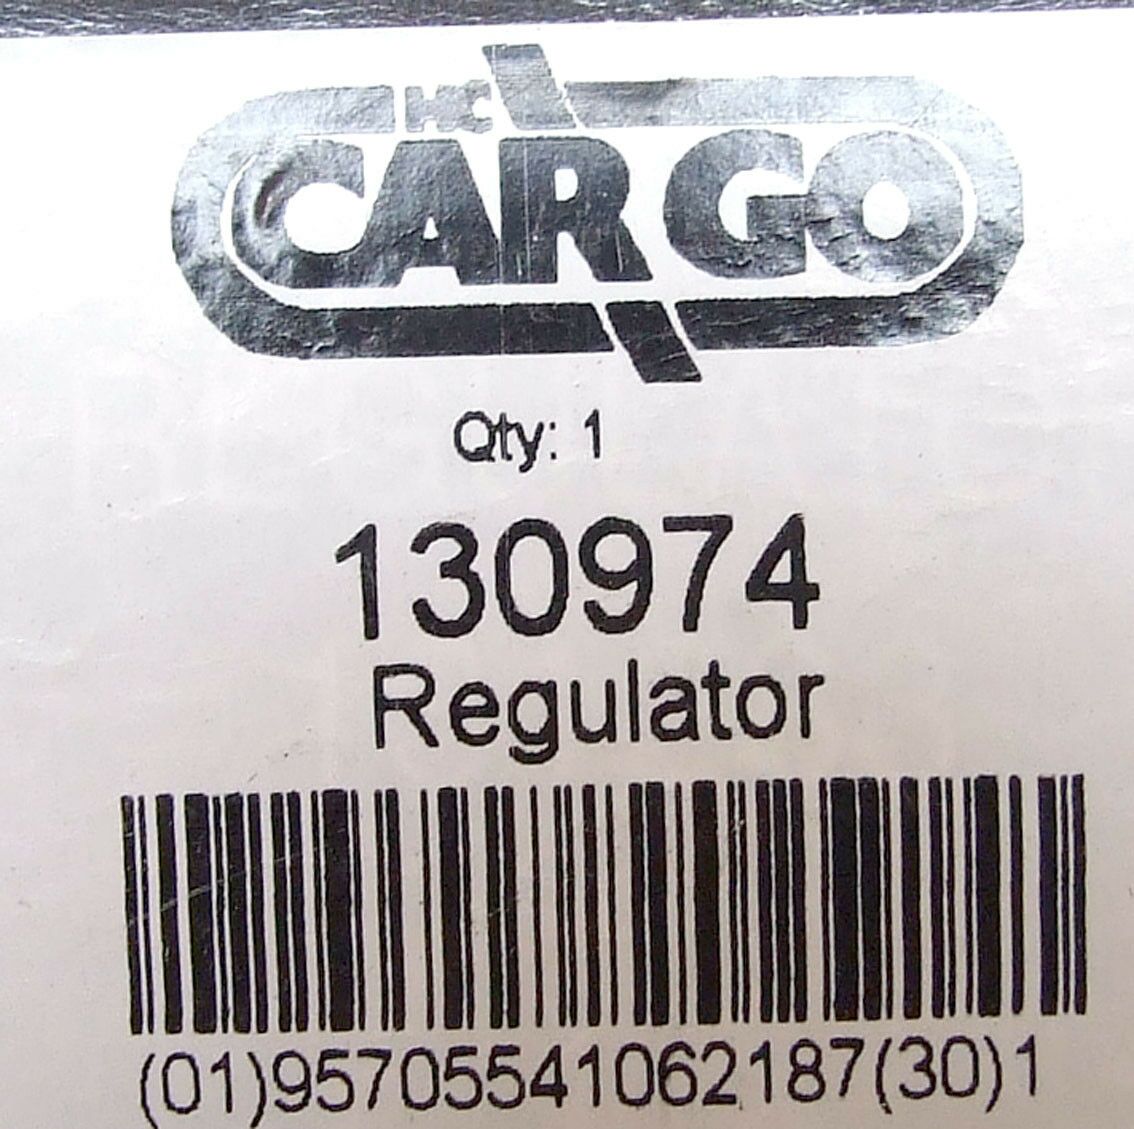 HC
CARGO
Qty: 1
130974
Regulator
(01)95705541062187(30)1